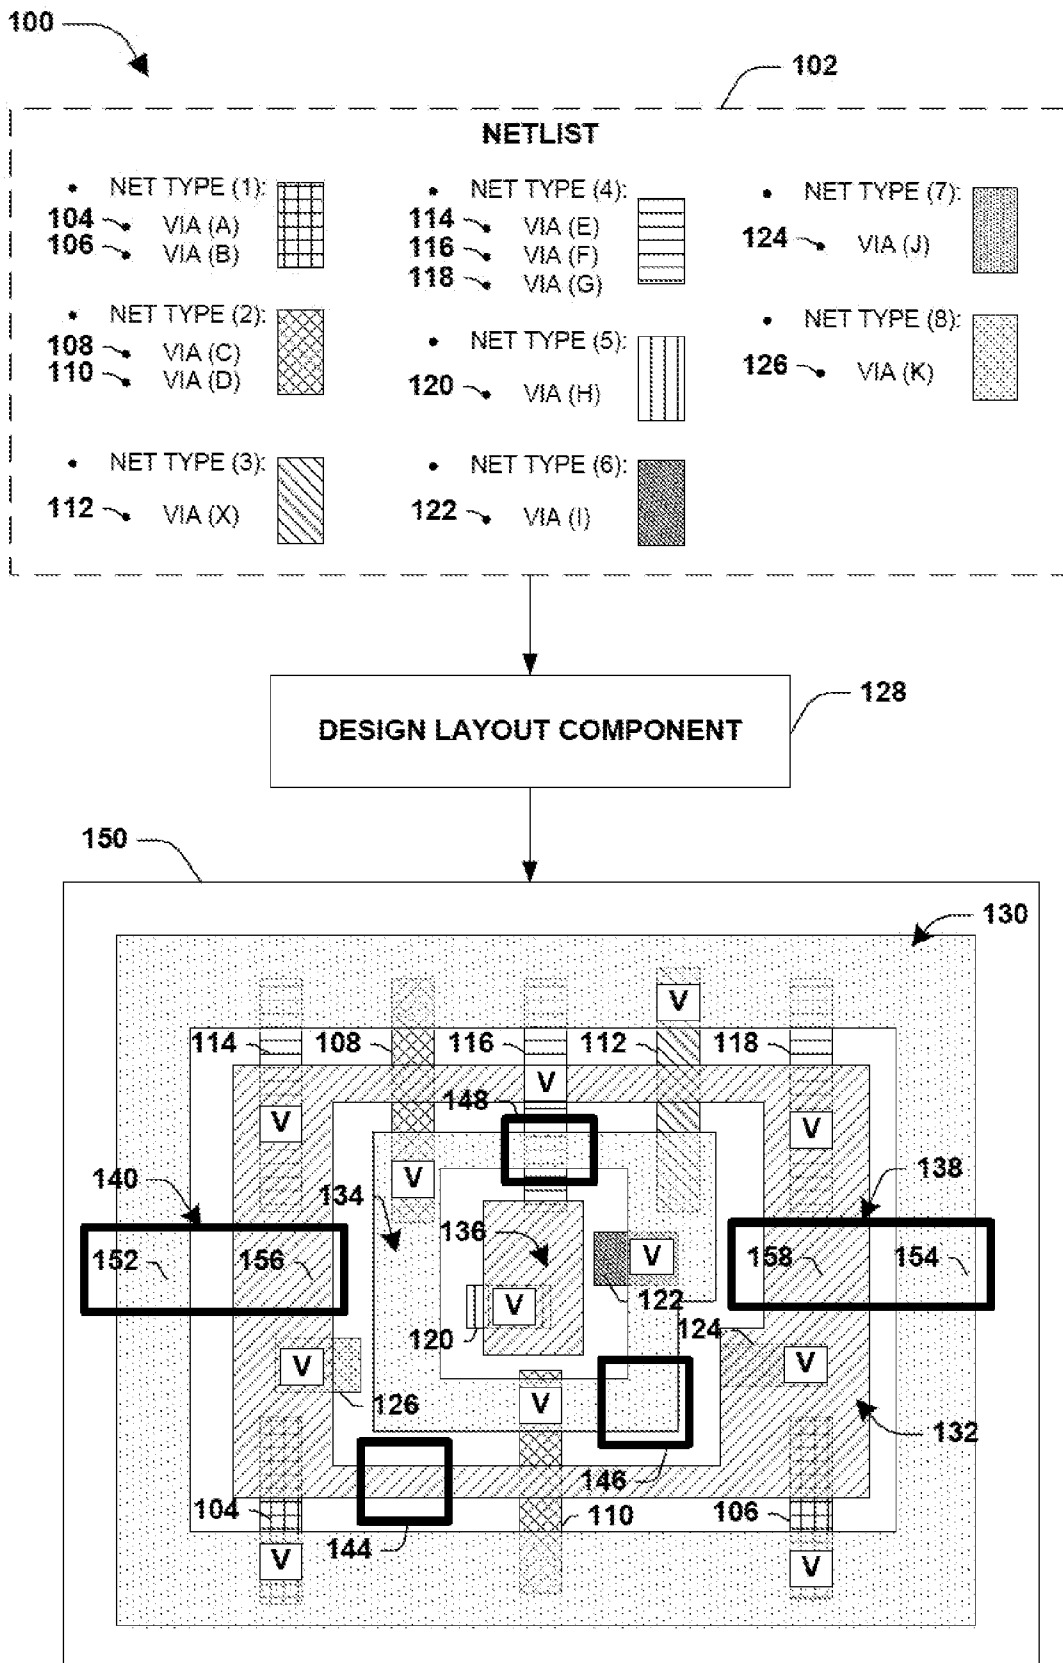 100
102
NETLIST
• NET TYPE (1):
104 • VIA (A)
106 • VIA (B)
• NET TYPE (2):
108 • VIA (C)
110 • VIA (D)
• NET TYPE (3):
112 • VIA (X)
• NET TYPE (4):
114 • VIA (E)
116 • VIA (F)
118 • VIA (G)
• NET TYPE (5):
120 • VIA (H)
• NET TYPE (6):
122 • VIA (I)
• NET TYPE (7):
124 • VIA (J)
• NET TYPE (8):
126 • VIA (K)
128
DESIGN LAYOUT COMPONENT
150
130
V
114 108 116 112 118
V
148
V V
V
140 134 138
136
152 156 V 158 154
122
V
120 124
V V
126
V
132
146
104 110 106
144
V V